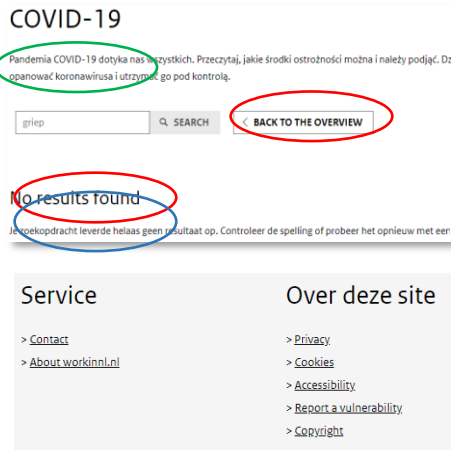 COVID-19
Pandemia COVID-19 dotyka nas wszystkich. Przeczytaj, jakie środki ostrożności można i należy podjąć. Dz
opanować koronawirusa i utrzymać go pod kontrolą.
griep
SEARCH
< BACK TO THE OVERVIEW
No results found
Je zoekopdracht leverde helaas geen resultaat op. Controleer de spelling of probeer het opnieuw met een
Service
Over deze site
> Contact
> Privacy
> About workinnl.nl
> Cookies
> Accessibility
> Report a vulnerability
> Copyright